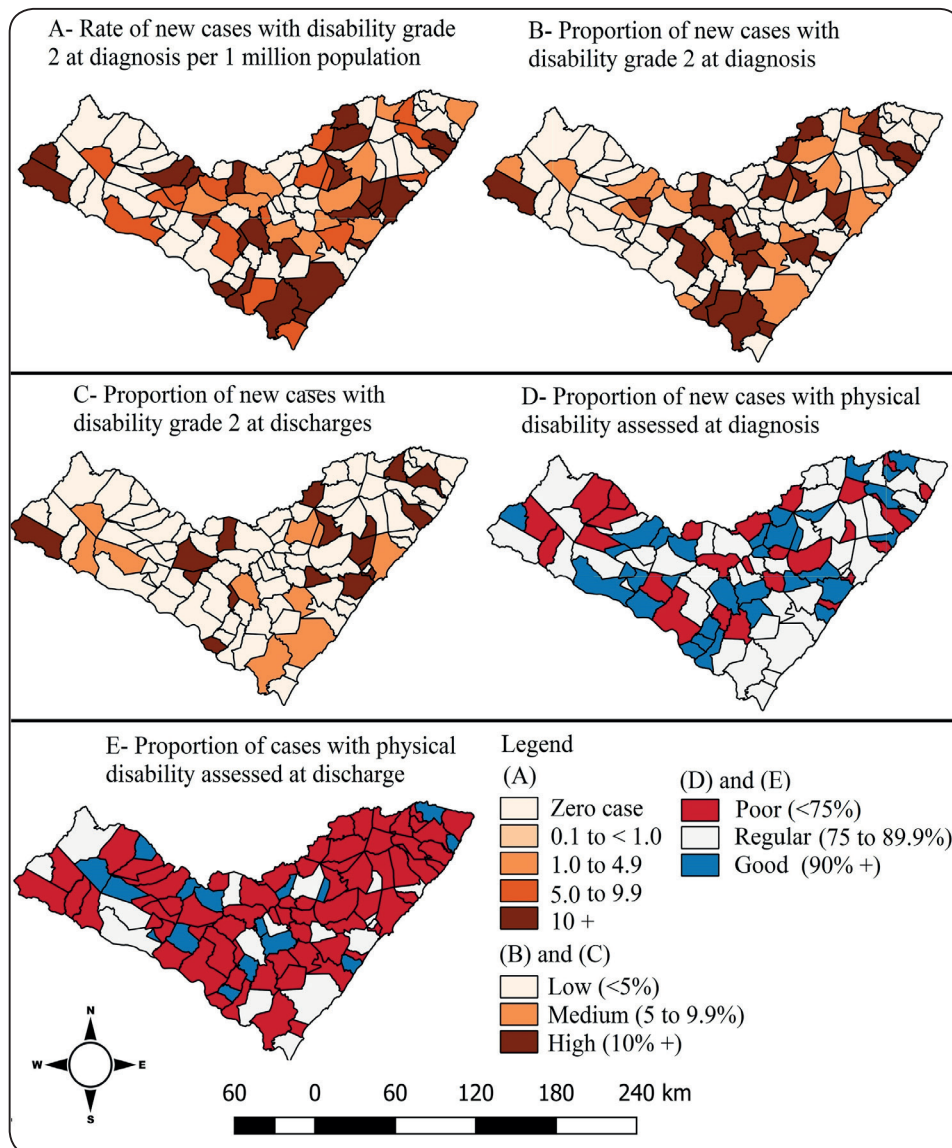 A- Rate of new cases with disability grade
2 at diagnosis per 1 million population
B- Proportion of new cases with
disability grade 2 at diagnosis
C- Proportion of new cases with
disability grade 2 at discharges
D- Proportion of new cases with physical
disability assessed at diagnosis
E- Proportion of cases with physical
disability assessed at discharge
Legend
(A)
Zero case
0.1 to < 1.0
1.0 to 4.9
5.0 to 9.9
10 +
(B) and (C)
Low (<5%)
Medium (5 to 9.9%)
High (10% +)
(D) and (E)
Poor (<75%)
Regular (75 to 89.9%)
Good (90% +)
N
W E
S
60 0 60 120 180 240 km